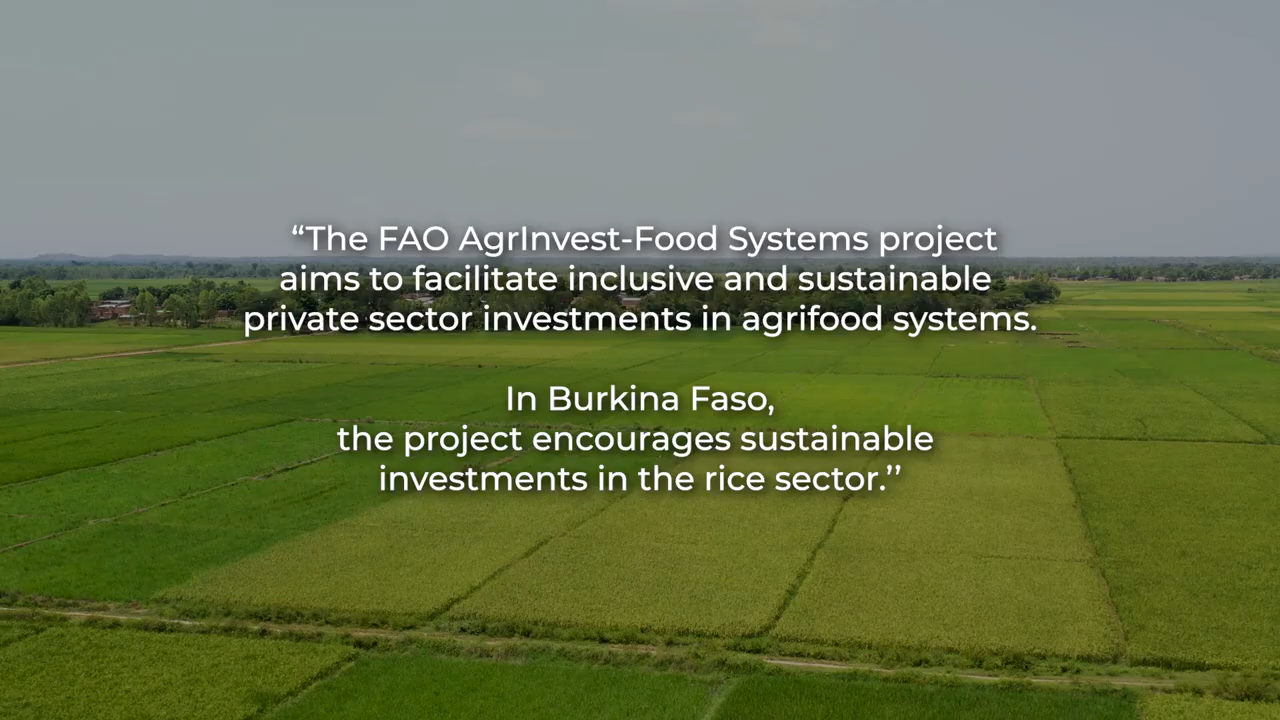 “The FAO AgrInvest-Food Systems project
aims to facilitate inclusive and sustainable
private sector investments in agrifood systems.
In Burkina Faso,
the project encourages sustainable
investments in the rice sector.’’